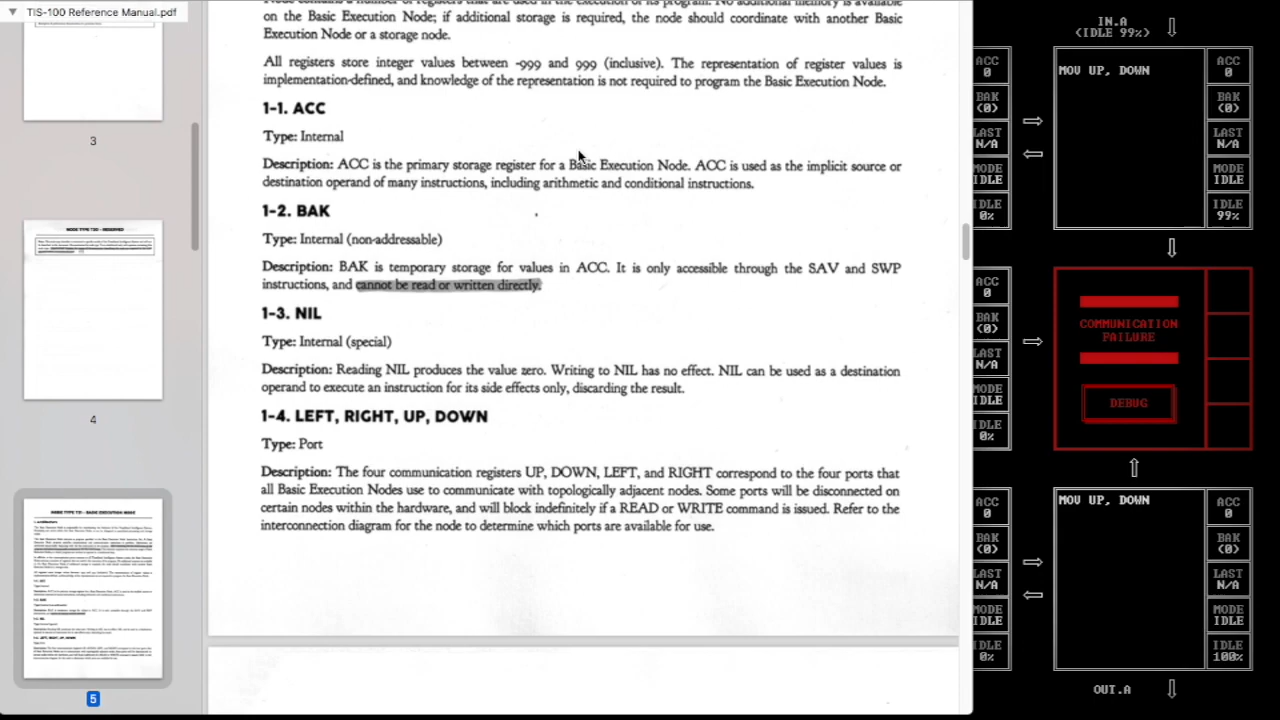 TIS-100 Reference Manual.pdf
3
4
5
on the Basic Execution Node; if additional storage is required, the node should coordinate with another Basic
Execution Node or a storage node.
All registers store integer values between -999 and 999 (inclusive). The representation of register values is
implementation-defined, and knowledge of the representation is not required to program the Basic Execution Node.
1-1. ACC
Type: Internal
Description: ACC is the primary storage register for a Basic Execution Node. ACC is used as the implicit source or
destination operand of many instructions, including arithmetic and conditional instructions.
1-2. BAK
Type: Internal (non-addressable)
Description: BAK is temporary storage for values in ACC. It is only accessible through the SAV and SWP
instructions, and cannot be read or written directly.
1-3. NIL
Type: Internal (special)
Description: Reading NIL produces the value zero. Writing to NIL has no effect. NIL can be used as a destination
operand to execute an instruction for its side effects only, discarding the result.
1-4. LEFT, RIGHT, UP, DOWN
Type: Port
Description: The four communication registers UP, DOWN, LEFT, and RIGHT correspond to the four ports that
all Basic Execution Nodes use to communicate with topologically adjacent nodes. Some ports will be disconnected on
certain nodes within the hardware, and will block indefinitely if a READ or WRITE command is issued. Refer to the
interconnection diagram for the node to determine which ports are available for use.
IN.A
(IDLE 99%)
ACC
0
BAK
(0)
LAST
N/A
MODE
IDLE
IDLE
0%
MOV UP, DOWN
ACC
0
BAK
(0)
LAST
N/A
MODE
IDLE
IDLE
99%
ACC
0
BAK
(0)
LAST
N/A
MODE
IDLE
IDLE
0%
COMMUNICATION
FAILURE
DEBUG
ACC
0
BAK
(0)
LAST
N/A
MODE
IDLE
IDLE
0%
MOV UP, DOWN
ACC
0
BAK
(0)
LAST
N/A
MODE
IDLE
IDLE
100%
OUT.A